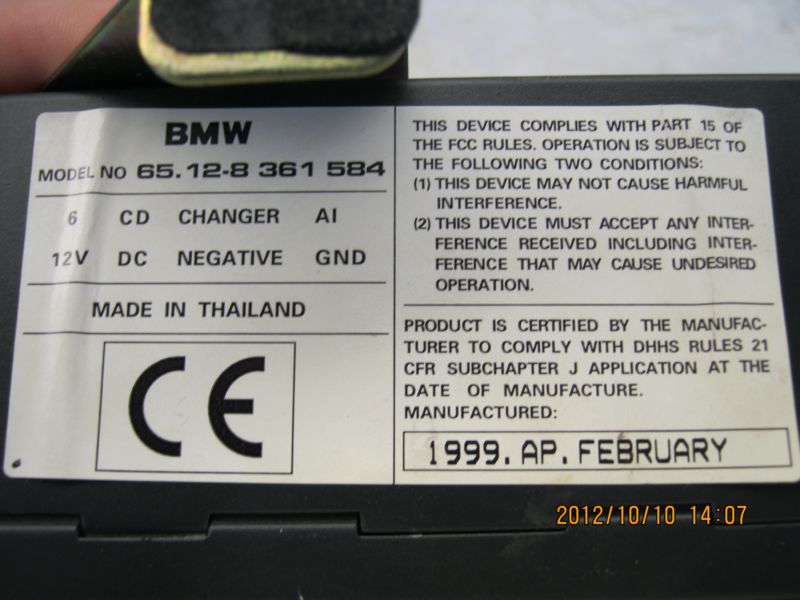 BMW
MODEL NO 65.12-8 361 584
6 CD CHANGER AI
12V DC NEGATIVE GND
MADE IN THAILAND
CE
THIS DEVICE COMPLIES WITH PART 15 OF
THE FCC RULES. OPERATION IS SUBJECT TO
THE FOLLOWING TWO CONDITIONS:
(1) THIS DEVICE MAY NOT CAUSE HARMFUL
INTERFERENCE.
(2) THIS DEVICE MUST ACCEPT ANY INTER-
FERENCE RECEIVED INCLUDING INTER-
FERENCE THAT MAY CAUSE UNDESIRED
OPERATION.
PRODUCT IS CERTIFIED BY THE MANUFAC-
TURER TO COMPLY WITH DHHS RULES 21
CFR SUBCHAPTER J APPLICATION AT THE
DATE OF MANUFACTURE.
MANUFACTURED:
1999. AP. FEBRUARY
2012/10/10 14:07